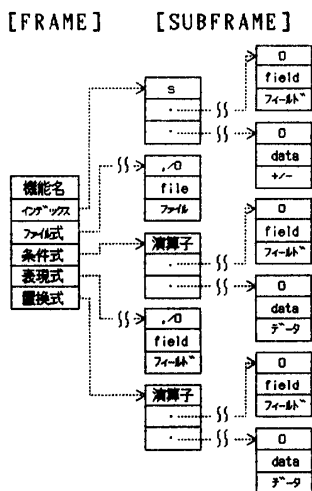 [FRAME] [SUBFRAME]
機能名
インデックス
ファイル式
条件式
表現式
置換式
s
,/0
file
ファイル
演算子
,/0
field
フィールド
演算子
0
field
フィールド
0
data
+/-
0
field
フィールド
0
data
データ
0
field
フィールド
0
data
データ